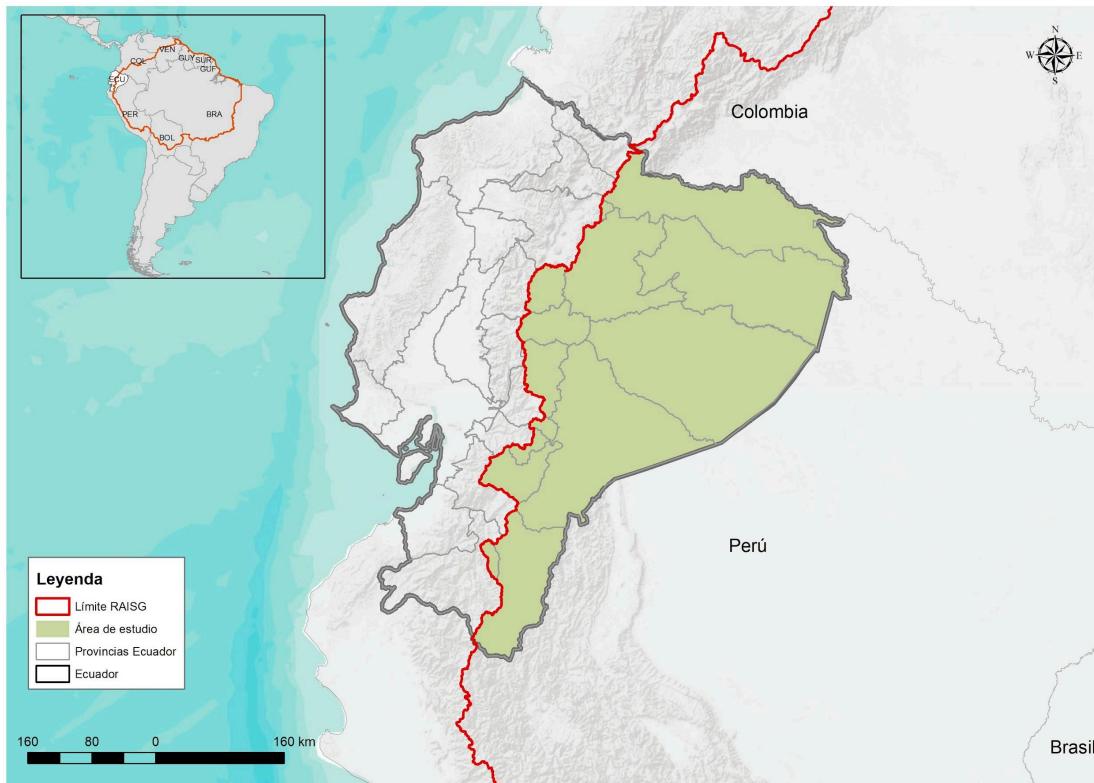 VEN
GUY
SUR
GUF
COL
ECU
PER
BRA
BOL
N
W
E
S
Colombia
Perú
Brasil
Leyenda
Límite RAISG
Área de estudio
Provincias Ecuador
Ecuador
160 80 0 160 km